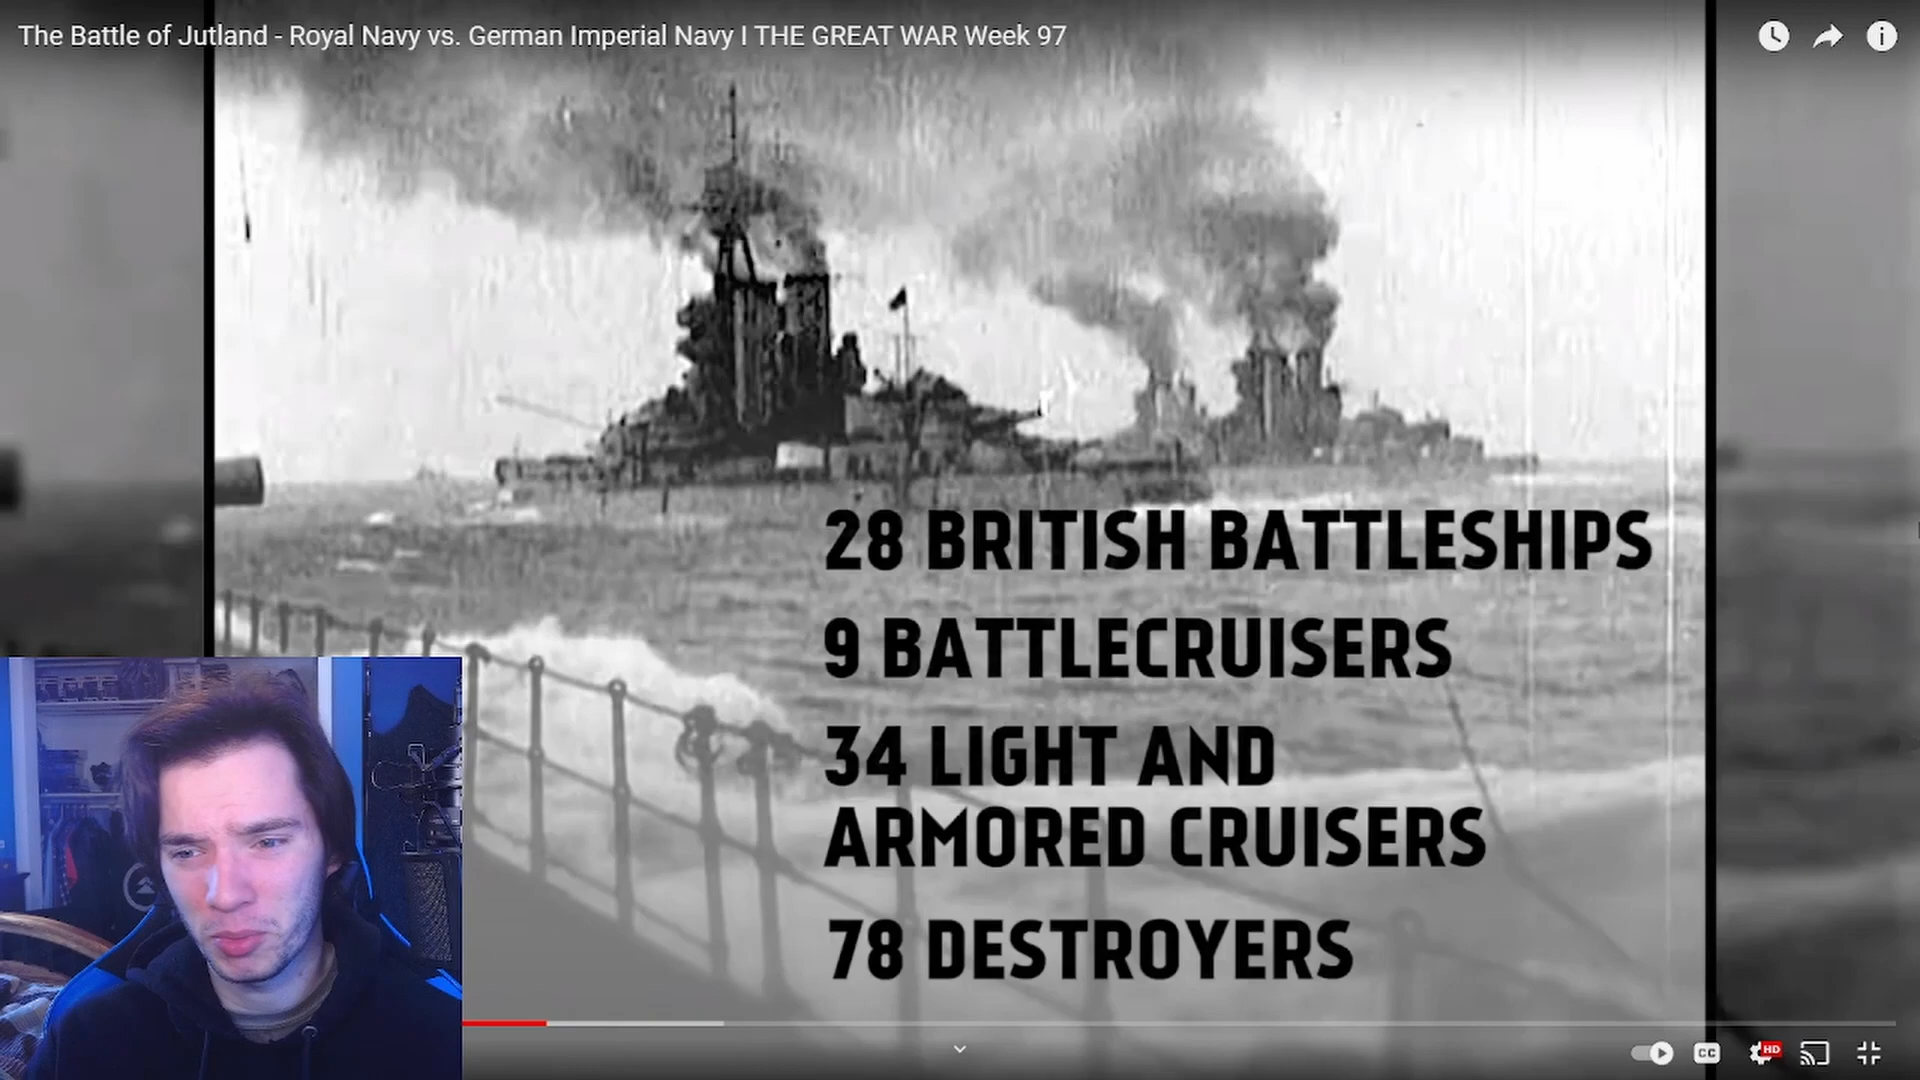 The Battle of Jutland - Royal Navy vs. German Imperial Navy I THE GREAT WAR Week 97
28 BRITISH BATTLESHIPS
9 BATTLECRUISERS
34 LIGHT AND
ARMORED CRUISERS
78 DESTROYERS
CC
HD